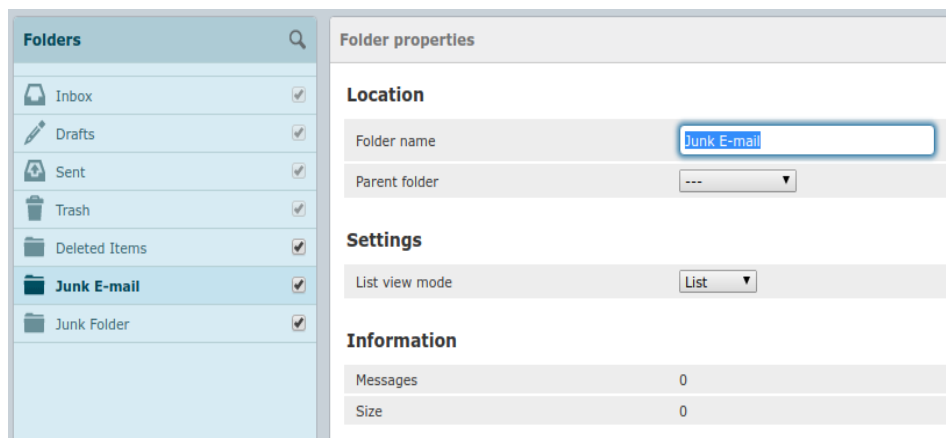 Folders
Inbox
Drafts
Sent
Trash
Deleted Items
Junk E-mail
Junk Folder
Folder properties
Location
Folder name Junk E-mail
Parent folder ---
Settings
List view mode List
Information
Messages 0
Size 0